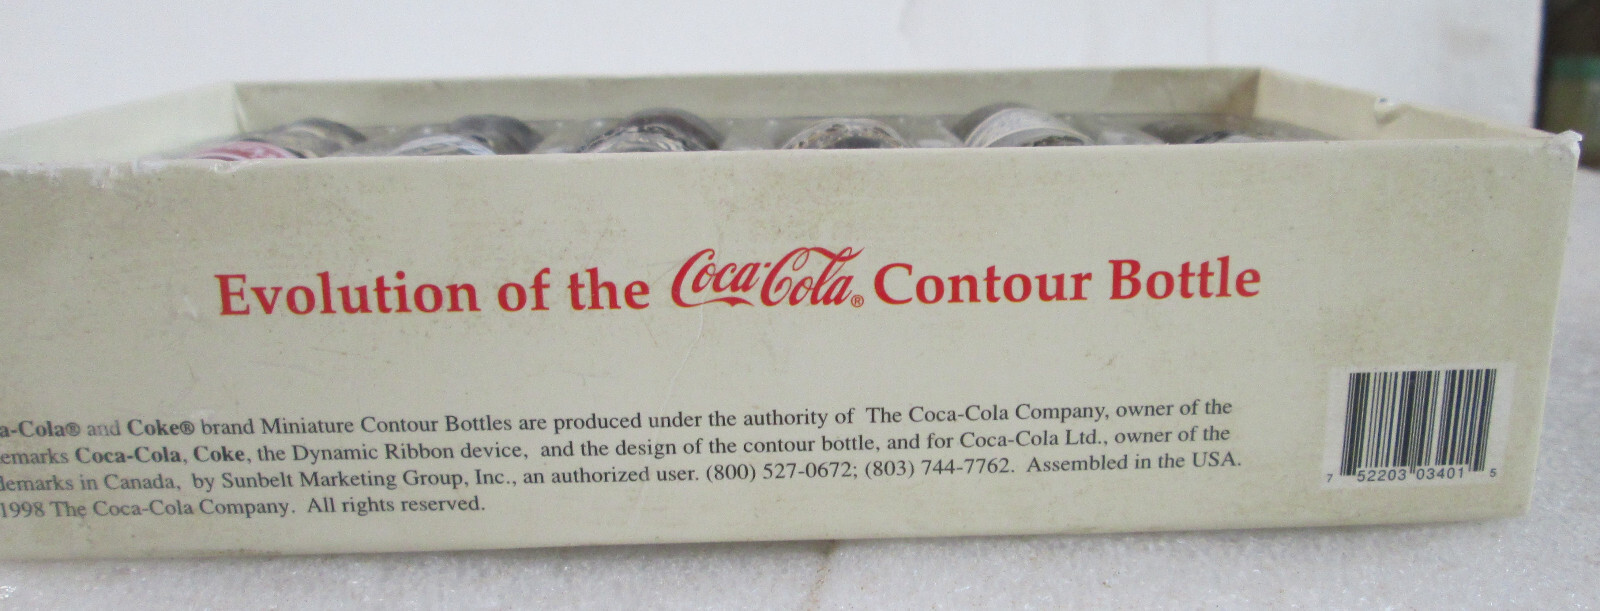 Evolution of the Coca-Cola® Contour Bottle
a-Cola® and Coke® brand Miniature Contour Bottles are produced under the authority of The Coca-Cola Company, owner of the
emarks Coca-Cola, Coke, the Dynamic Ribbon device, and the design of the contour bottle, and for Coca-Cola Ltd., owner of the
demarks in Canada, by Sunbelt Marketing Group, Inc., an authorized user. (800) 527-0672; (803) 744-7762. Assembled in the USA.
1998 The Coca-Cola Company. All rights reserved.
7 52203 03401 5